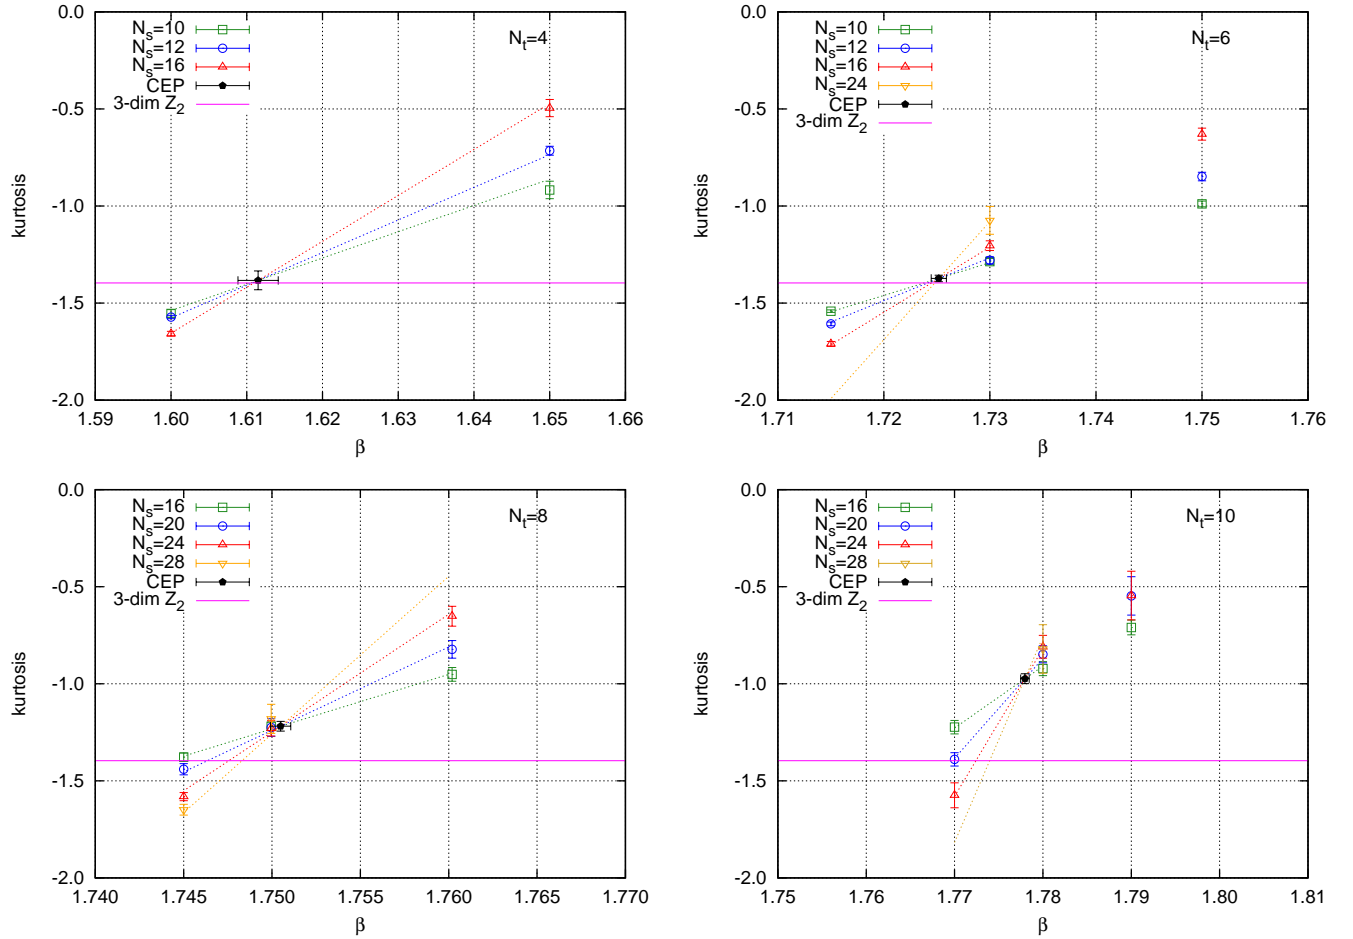 0.0
-0.5
-1.0
-1.5
-2.0
1.59 1.60 1.61 1.62 1.63 1.64 1.65 1.66
kurtosis
β
N_t=4
N_s=10
N_s=12
N_s=16
CEP
3-dim Z_2
0.0
-0.5
-1.0
-1.5
-2.0
1.71 1.72 1.73 1.74 1.75 1.76
kurtosis
β
N_t=6
N_s=10
N_s=12
N_s=16
N_s=24
CEP
3-dim Z_2
0.0
-0.5
-1.0
-1.5
-2.0
1.740 1.745 1.750 1.755 1.760 1.765 1.770
kurtosis
β
N_t=8
N_s=16
N_s=20
N_s=24
N_s=28
CEP
3-dim Z_2
0.0
-0.5
-1.0
-1.5
-2.0
1.75 1.76 1.77 1.78 1.79 1.80 1.81
kurtosis
β
N_t=10
N_s=16
N_s=20
N_s=24
N_s=28
CEP
3-dim Z_2